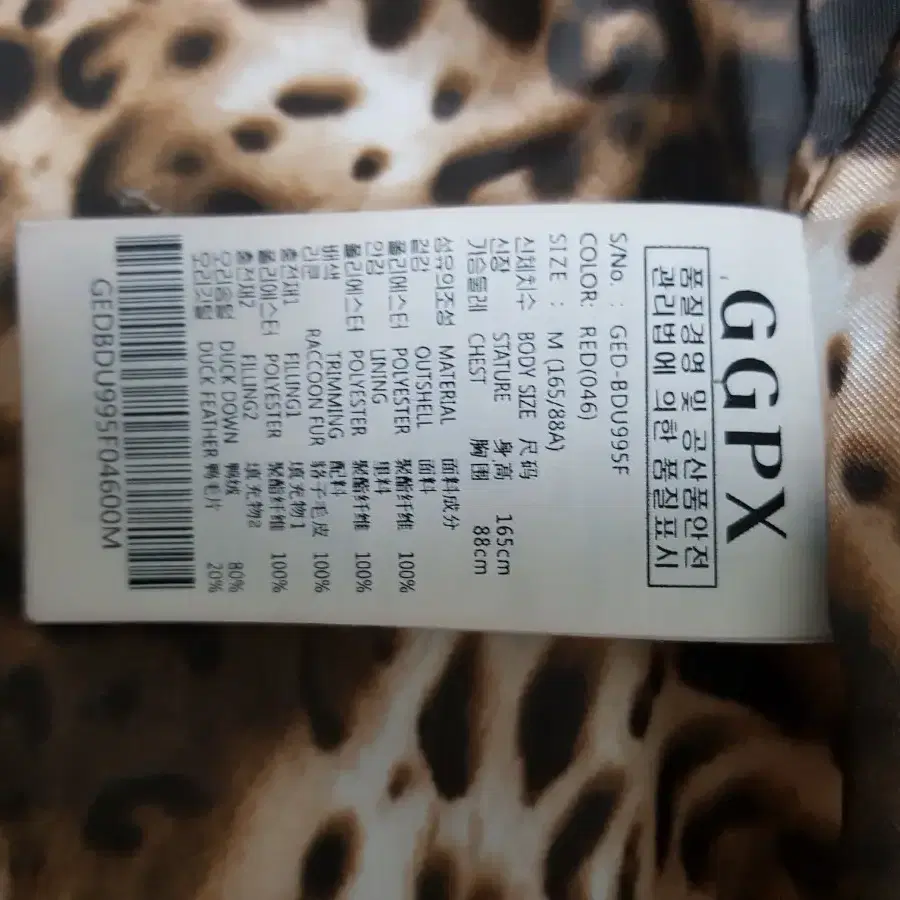 GGPX
품질경영 및 공산품안전
관리법에 의한 품질표시
S/No. : GED-BDU995F
COLOR: RED(046)
SIZE : M (165/88A)
신체치수 BODY SIZE 尺码
신장 STATURE 身高 165cm
가슴둘레 CHEST 胸围 88cm
섬유의조성 MATERIAL 面料成分
겉감 OUTSHELL 面料
폴리에스터 POLYESTER 聚酯纤维 100%
안감 LINING 里料
폴리에스터 POLYESTER 聚酯纤维 100%
배색 TRIMMING 配料
라쿤 RACCOON FUR 貉子毛皮 100%
충전재1 FILLING1 填充物1
폴리에스터 POLYESTER 聚酯纤维 100%
충전재2 FILLING2 填充物2
오리솜털 DUCK DOWN 鸭绒 80%
오리깃털 DUCK FEATHER 鸭毛片 20%
GEDBDU995F04600M